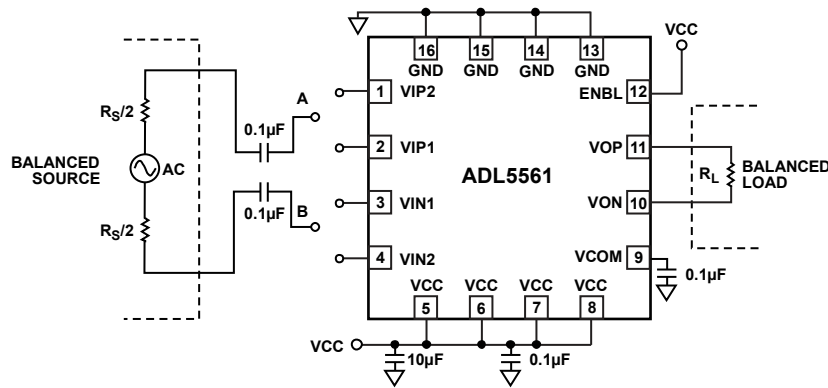 16 15 14 13
GND GND GND GND
VCC
ENBL 12
R_S/2
0.1µF
A
1 VIP2
BALANCED
SOURCE
AC
2 VIP1
ADL5561
VOP 11
R_L
BALANCED
LOAD
R_S/2
0.1µF
B
3 VIN1
VON 10
4 VIN2
VCOM 9
0.1µF
VCC VCC VCC VCC
5 6 7 8
VCC
10µF
0.1µF